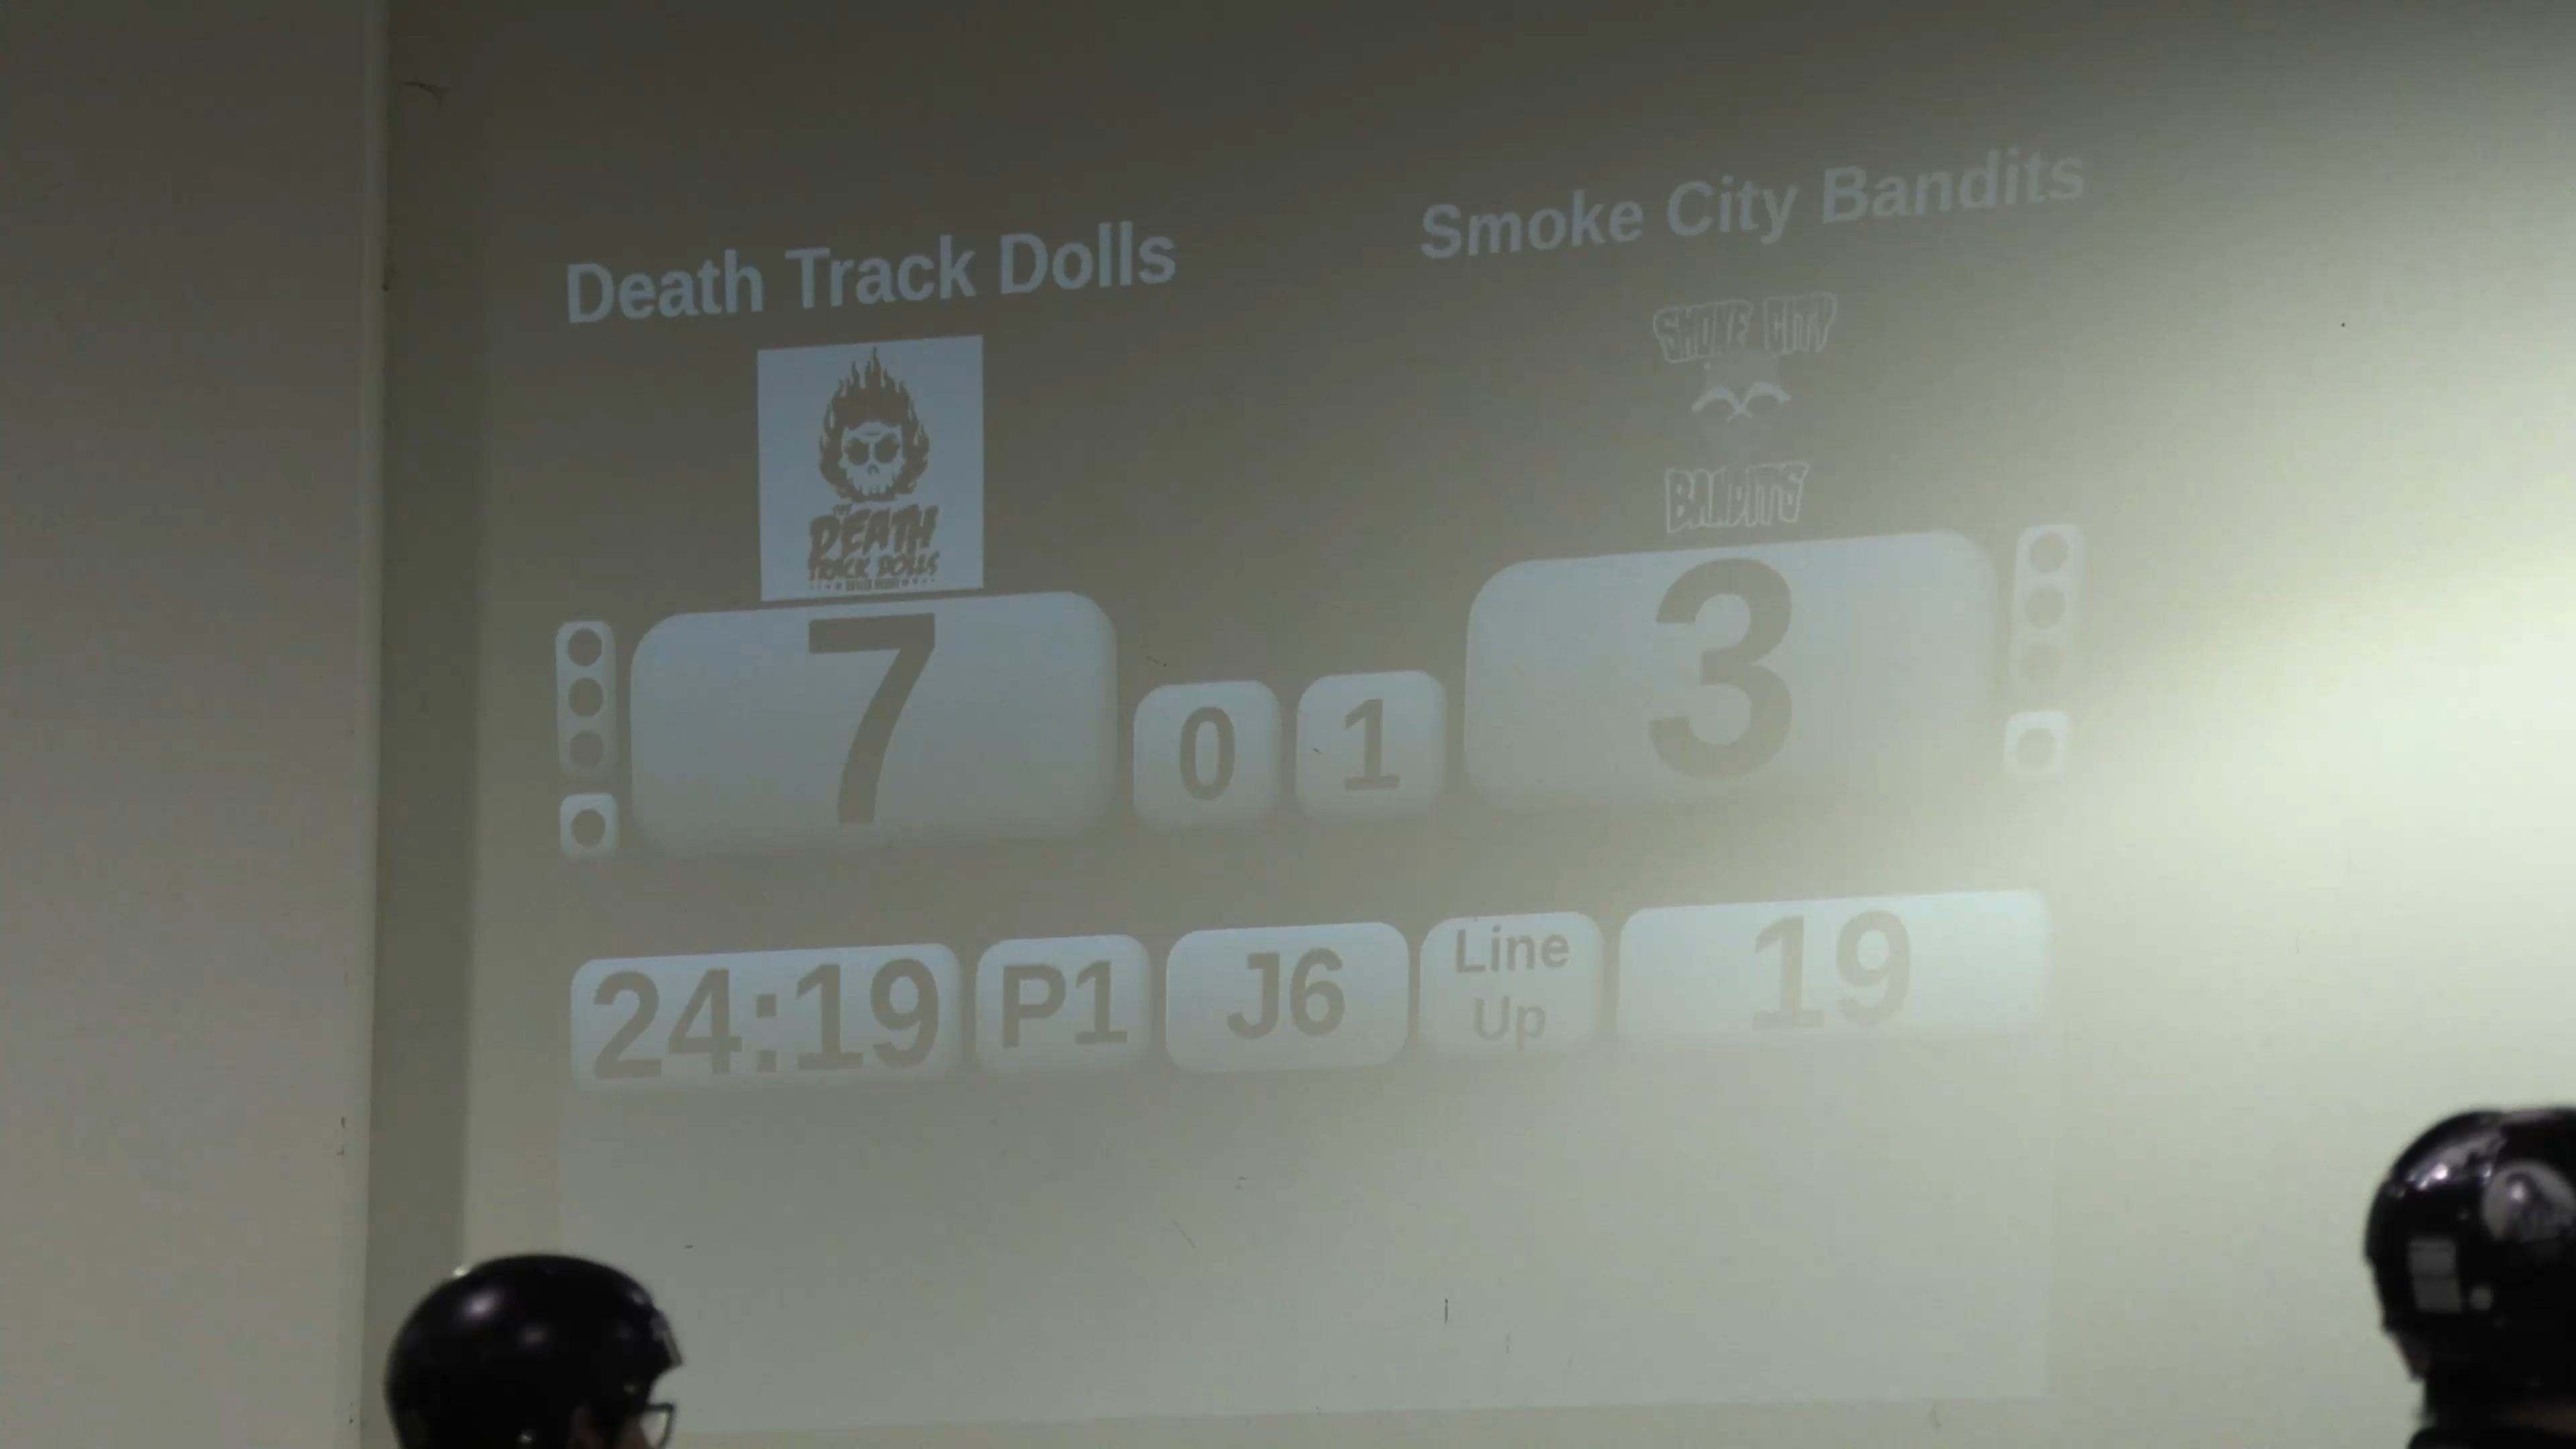 Death Track Dolls
Smoke City Bandits
THE
DEATH
TRACK DOLLS
SMOKE CITY
BANDITS
7
0
1
3
24:19
P1
J6
Line
Up
19